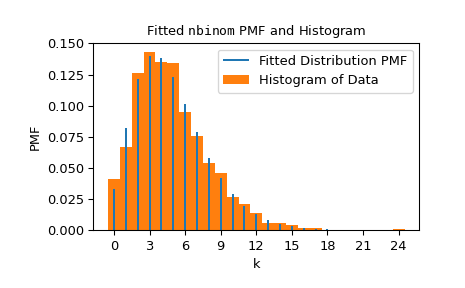 Fitted nbinom PMF and Histogram
0.150
0.125
0.100
0.075
0.050
0.025
0.000
PMF
Fitted Distribution PMF
Histogram of Data
0 3 6 9 12 15 18 21 24
k